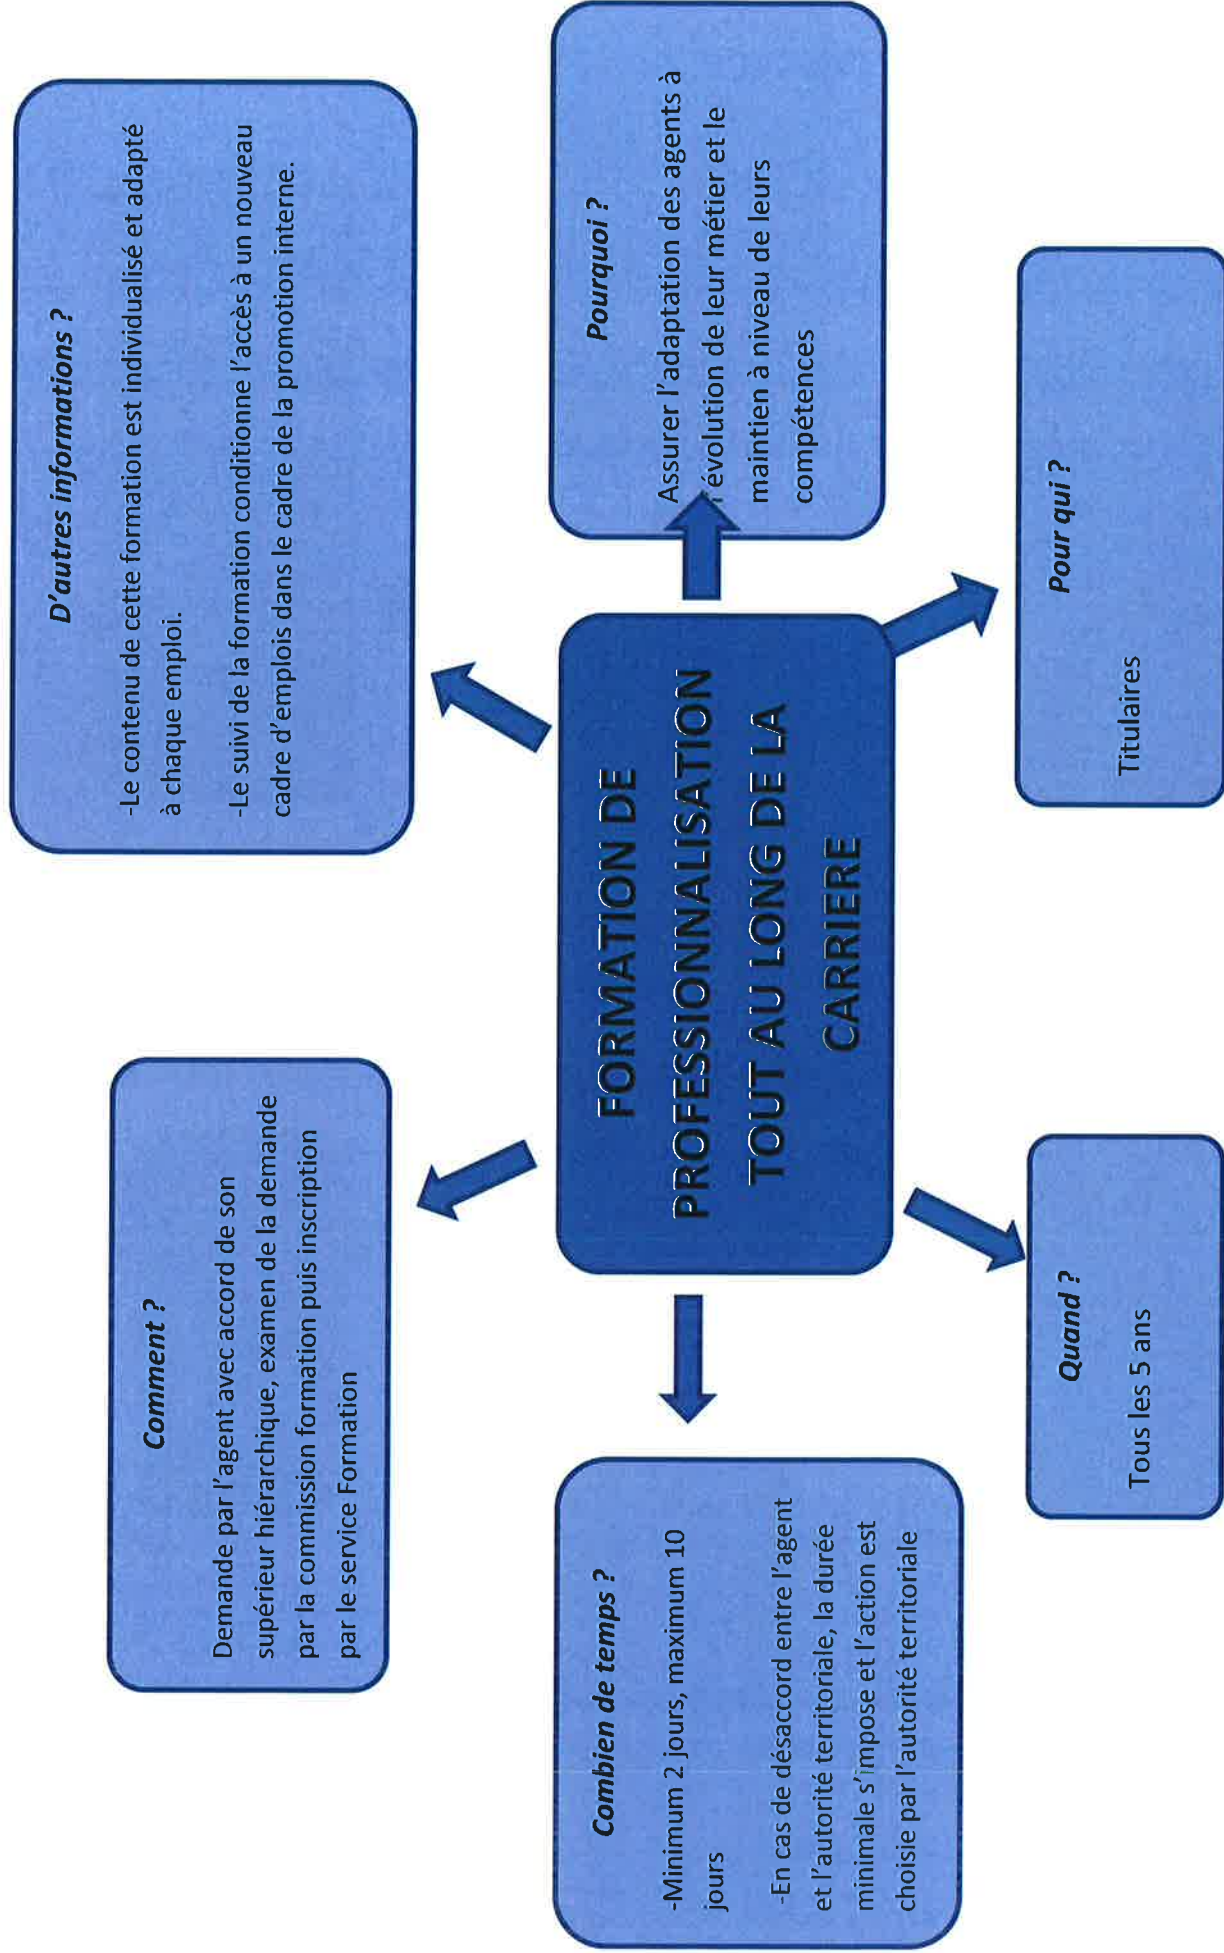 Comment ?
Demande par l'agent avec accord de son
supérieur hiérarchique, examen de la demande
par la commission formation puis inscription
par le service Formation
D'autres informations ?
-Le contenu de cette formation est individualisé et adapté
à chaque emploi.
-Le suivi de la formation conditionne l'accès à un nouveau
cadre d'emplois dans le cadre de la promotion interne.
Combien de temps ?
-Minimum 2 jours, maximum 10
jours
-En cas de désaccord entre l'agent
et l'autorité territoriale, la durée
minimale s'impose et l'action est
choisie par l'autorité territoriale
FORMATION DE
PROFESSIONNALISATION
TOUT AU LONG DE LA
CARRIERE
Pourquoi ?
Assurer l'adaptation des agents à
l'évolution de leur métier et le
maintien à niveau de leurs
compétences
Quand ?
Tous les 5 ans
Pour qui ?
Titulaires